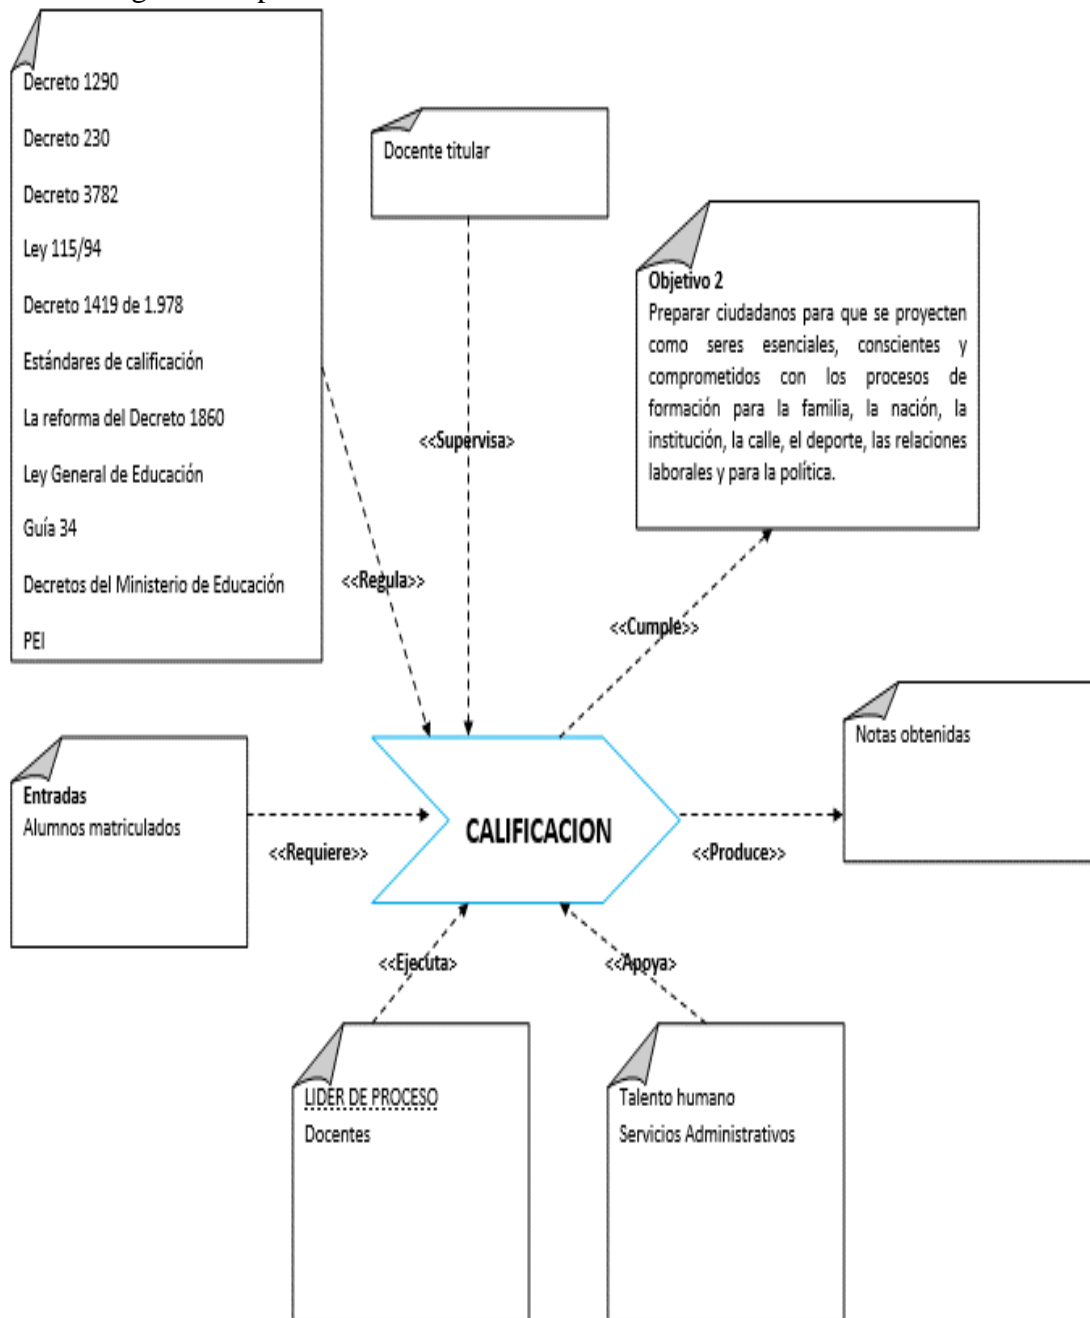 Decreto 1290
Decreto 230
Decreto 3782
Ley 115/94
Decreto 1419 de 1.978
Estándares de calificación
La reforma del Decreto 1860
Ley General de Educación
Guía 34
Decretos del Ministerio de Educación
PEI
Docente titular
Objetivo 2
Preparar ciudadanos para que se proyecten
como seres esenciales, conscientes y
comprometidos con los procesos de
formación para la familia, la nación, la
institución, la calle, el deporte, las relaciones
laborales y para la política.
<<Supervisa>
<<Regula>>
<<Cumple>>
Entradas
Alumnos matriculados
<<Requiere>>
CALIFICACION
<<Produce>>
Notas obtenidas
<<Ejecuta>
<<Apoya>
LIDER DE PROCESO
Docentes
Talento humano
Servicios Administrativos